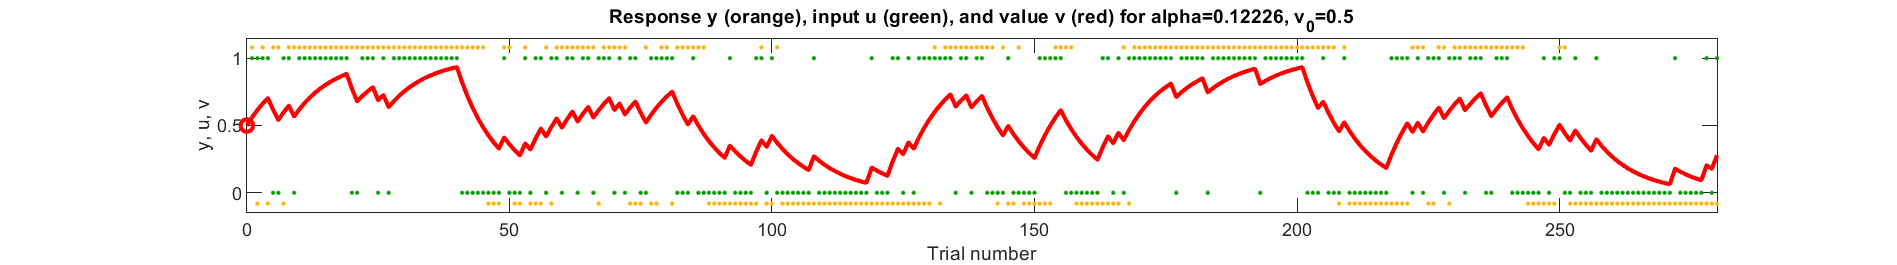 Response y (orange), input u (green), and value v (red) for alpha=0.12226, v0=0.5
y, u, v
1
0.5
0
0 50 100 150 200 250
Trial number